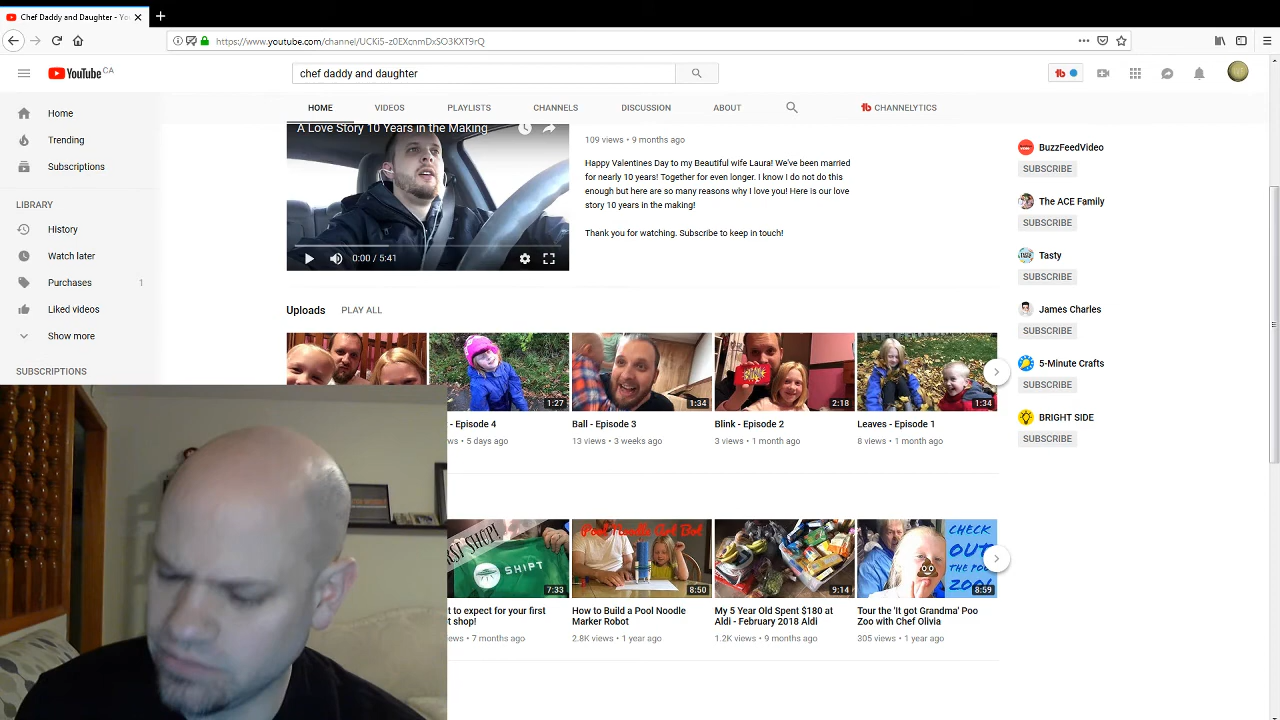 Chef Daddy and Daughter - Yo
https://www.youtube.com/channel/UCKi5-z0EXcnmDxSO3KXT9rQ
YouTube CA
chef daddy and daughter
HOME VIDEOS PLAYLISTS CHANNELS DISCUSSION ABOUT CHANNELYTICS
Home
Trending
Subscriptions
LIBRARY
History
Watch later
Purchases 1
Liked videos
Show more
SUBSCRIPTIONS
A Love Story 10 Years in the Making
0:00 / 5:41
109 views • 9 months ago
Happy Valentines Day to my Beautiful wife Laura! We've been married
for nearly 10 years! Together for even longer. I know I do not do this
enough but here are so many reasons why I love you! Here is our love
story 10 years in the making!
Thank you for watching. Subscribe to keep in touch!
BuzzFeedVideo
SUBSCRIBE
The ACE Family
SUBSCRIBE
Tasty
SUBSCRIBE
James Charles
SUBSCRIBE
5-Minute Crafts
SUBSCRIBE
BRIGHT SIDE
SUBSCRIBE
Uploads PLAY ALL
1:27
- Episode 4
ws • 5 days ago
1:34
Ball - Episode 3
13 views • 3 weeks ago
2:18
Blink - Episode 2
3 views • 1 month ago
1:34
Leaves - Episode 1
8 views • 1 month ago
RST SHOP!
SHIPT
7:33
t to expect for your first
t shop!
ews • 7 months ago
Pool Noodle Art Bot
8:50
How to Build a Pool Noodle
Marker Robot
2.8K views • 1 year ago
9:14
My 5 Year Old Spent $180 at
Aldi - February 2018 Aldi
1.2K views • 9 months ago
CHECK
OUT
THE POO
ZOO!
8:59
Tour the 'It got Grandma' Poo
Zoo with Chef Olivia
305 views • 1 year ago